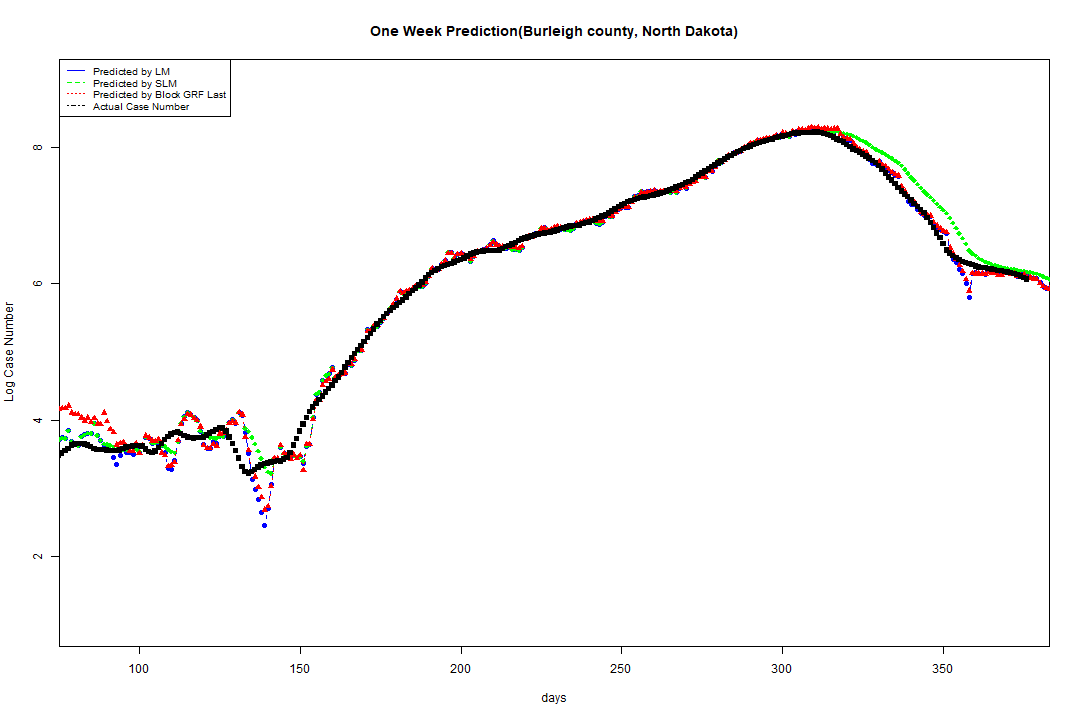 One Week Prediction(Burleigh county, North Dakota)
Predicted by LM
Predicted by SLM
Predicted by Block GRF Last
Actual Case Number
8
6
4
2
Log Case Number
100 150 200 250 300 350
days